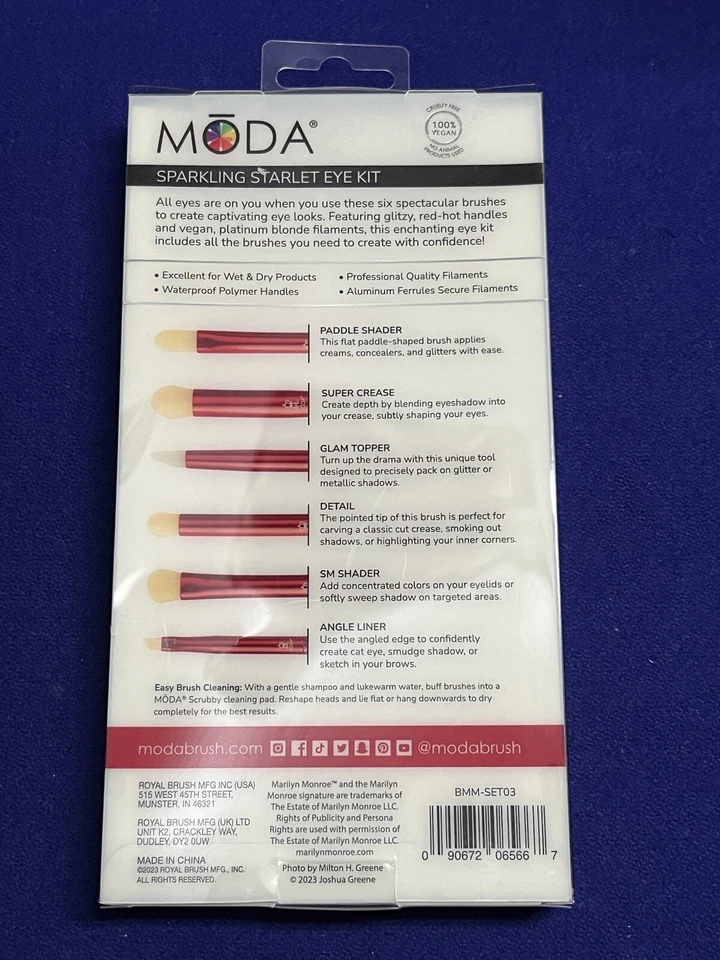 MŌDA®
CRUELTY FREE
100%
VEGAN
NO ANIMAL
PRODUCTS USED
SPARKLING STARLET EYE KIT
All eyes are on you when you use these six spectacular brushes
to create captivating eye looks. Featuring glitzy, red-hot handles
and vegan, platinum blonde filaments, this enchanting eye kit
includes all the brushes you need to create with confidence!
• Excellent for Wet & Dry Products
• Professional Quality Filaments
• Waterproof Polymer Handles
• Aluminum Ferrules Secure Filaments
PADDLE SHADER
This flat paddle-shaped brush applies
creams, concealers, and glitters with ease.
SUPER CREASE
Create depth by blending eyeshadow into
your crease, subtly shaping your eyes.
GLAM TOPPER
Turn up the drama with this unique tool
designed to precisely pack on glitter or
metallic shadows.
DETAIL
The pointed tip of this brush is perfect for
carving a classic cut crease, smoking out
shadows, or highlighting your inner corners.
SM SHADER
Add concentrated colors on your eyelids or
softly sweep shadow on targeted areas.
ANGLE LINER
Use the angled edge to confidently
create cat eye, smudge shadow, or
sketch in your brows.
Easy Brush Cleaning: With a gentle shampoo and lukewarm water, buff brushes into a
MŌDA® Scrubby cleaning pad. Reshape heads and lie flat or hang downwards to dry
completely for the best results.
modabrush.com @modabrush
ROYAL BRUSH MFG INC (USA)
515 WEST 45TH STREET,
MUNSTER, IN 46321
ROYAL BRUSH MFG (UK) LTD
UNIT K2, CRACKLEY WAY,
DUDLEY, DY2 0UW
MADE IN CHINA
©2023 ROYAL BRUSH MFG., INC.
ALL RIGHTS RESERVED.
Marilyn Monroe™ and the Marilyn
Monroe signature are trademarks of
The Estate of Marilyn Monroe LLC.
Rights of Publicity and Persona
Rights are used with permission of
The Estate of Marilyn Monroe LLC.
marilynmonroe.com
Photo by Milton H. Greene
© 2023 Joshua Greene
BMM-SET03
0 90672 06566 7